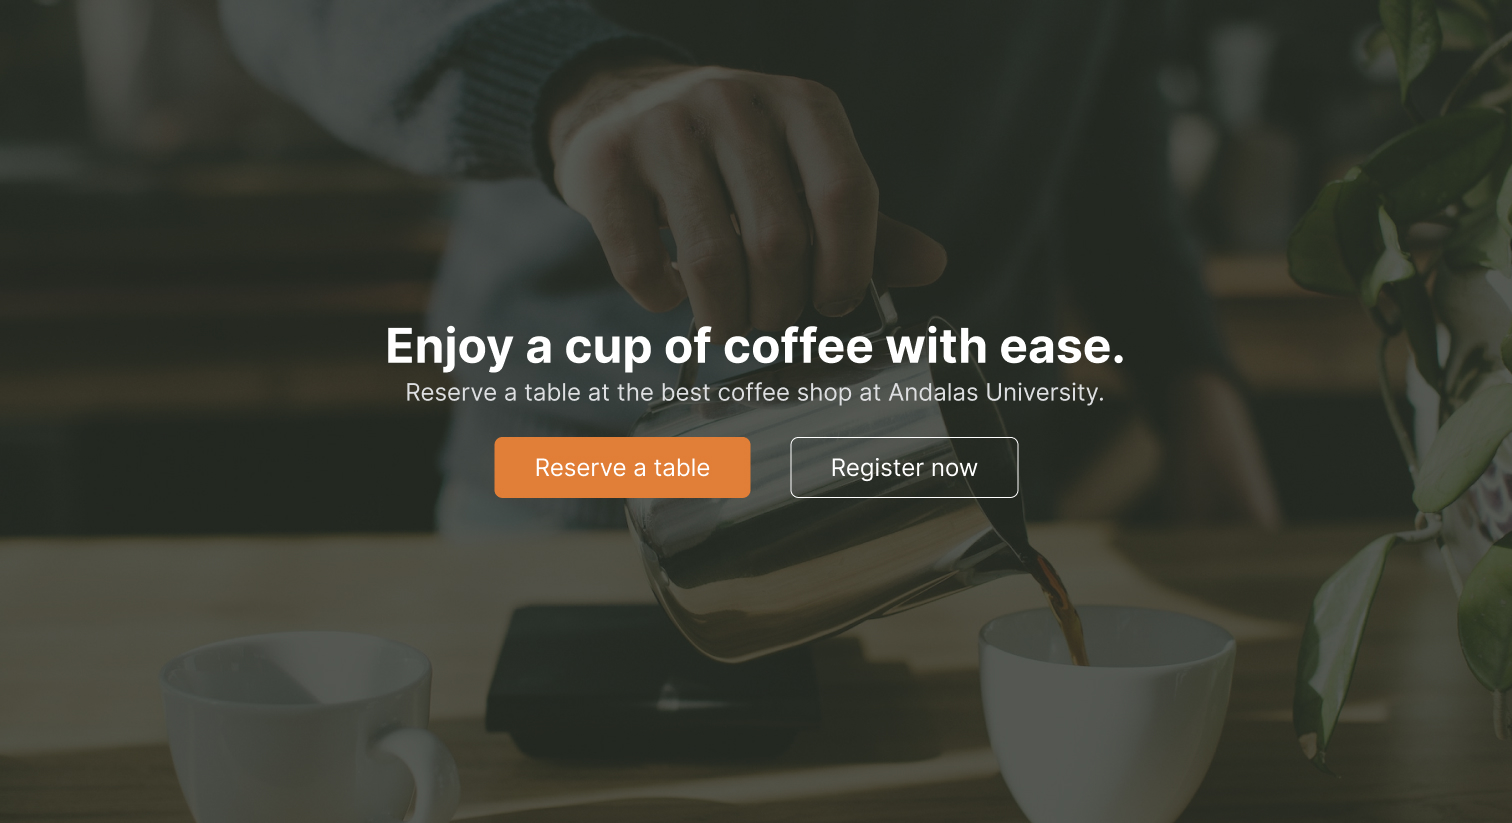 Enjoy a cup of coffee with ease.
Reserve a table at the best coffee shop at Andalas University.
Reserve a table
Register now